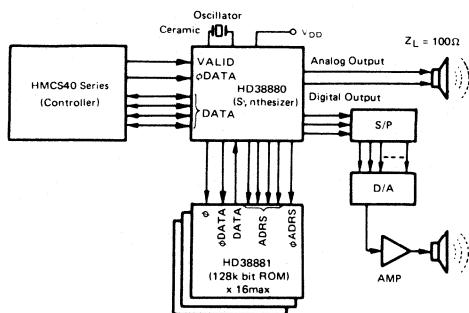 Oscillator
Ceramic
VDD
ZL = 100Ω
HMCS40 Series
(Controller)
VALID
φDATA
DATA
HD38880
(Synthesizer)
Analog Output
Digital Output
S/P
D/A
AMP
φ
φDATA
DATA
ADRS
φADRS
HD38881
(128k bit ROM)
x 16max